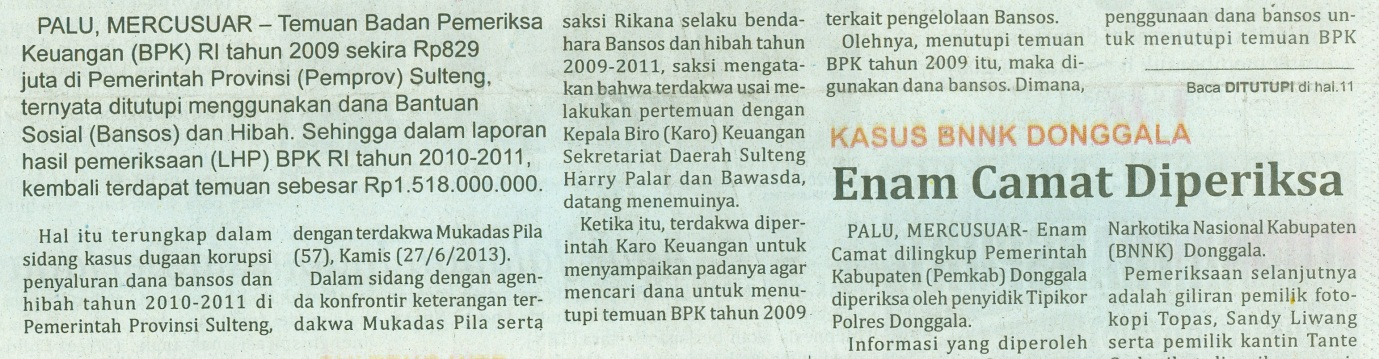 PALU, MERCUSUAR – Temuan Badan Pemeriksa
Keuangan (BPK) RI tahun 2009 sekira Rp829
juta di Pemerintah Provinsi (Pemprov) Sulteng,
ternyata ditutupi menggunakan dana Bantuan
Sosial (Bansos) dan Hibah. Sehingga dalam laporan
hasil pemeriksaan (LHP) BPK RI tahun 2010-2011,
kembali terdapat temuan sebesar Rp1.518.000.000.
Hal itu terungkap dalam
sidang kasus dugaan korupsi
penyaluran dana bansos dan
hibah tahun 2010-2011 di
Pemerintah Provinsi Sulteng,
dengan terdakwa Mukadas Pila
(57), Kamis (27/6/2013).
Dalam sidang dengan agen-
da konfrontir keterangan ter-
dakwa Mukadas Pila serta
saksi Rikana selaku benda-
hara Bansos dan hibah tahun
2009-2011, saksi mengata-
kan bahwa terdakwa usai me-
lakukan pertemuan dengan
Kepala Biro (Karo) Keuangan
Sekretariat Daerah Sulteng
Harry Palar dan Bawasda,
datang menemuinya.
Ketika itu, terdakwa diper-
intah Karo Keuangan untuk
menyampaikan padanya agar
mencari dana untuk menu-
tupi temuan BPK tahun 2009
terkait pengelolaan Bansos.
Olehnya, menutupi temuan
BPK tahun 2009 itu, maka di-
gunakan dana bansos. Dimana,
penggunaan dana bansos un-
tuk menutupi temuan BPK
Baca DITUTUPI di hal.11
KASUS BNNK DONGGALA
Enam Camat Diperiksa
PALU, MERCUSUAR- Enam
Camat dilingkup Pemerintah
Kabupaten (Pemkab) Donggala
diperiksa oleh penyidik Tipikor
Polres Donggala.
Informasi yang diperoleh
Narkotika Nasional Kabupaten
(BNNK) Donggala.
Pemeriksaan selanjutnya
adalah giliran pemilik foto-
kopi Topas, Sandy Liwang
serta pemilik kantin Tante